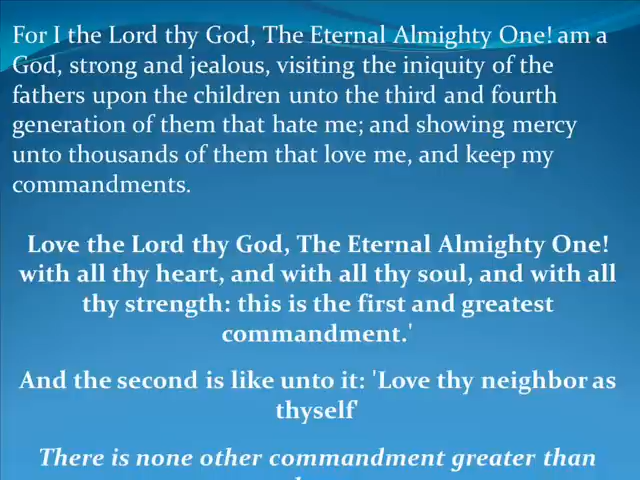 For I the Lord thy God, The Eternal Almighty One! am a
God, strong and jealous, visiting the iniquity of the
fathers upon the children unto the third and fourth
generation of them that hate me; and showing mercy
unto thousands of them that love me, and keep my
commandments.
Love the Lord thy God, The Eternal Almighty One!
with all thy heart, and with all thy soul, and with all
thy strength: this is the first and greatest
commandment.'
And the second is like unto it: 'Love thy neighbor as
thyself'
There is none other commandment greater than